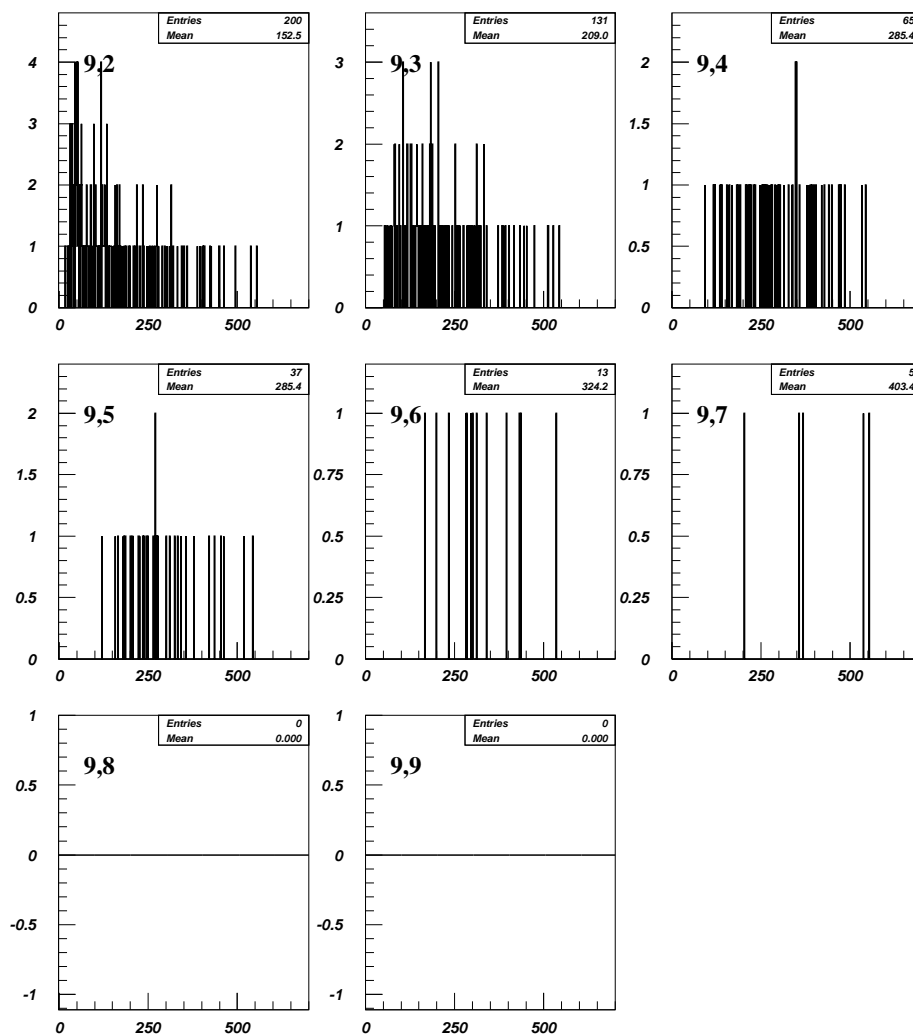 Entries 200
Mean 152.5
9,2
4
3
2
1
0
0 250 500
Entries 131
Mean 209.0
9,3
3
2
1
0
0 250 500
Entries 65
Mean 285.4
9,4
2
1.5
1
0.5
0
0 250 500
Entries 37
Mean 285.4
9,5
2
1.5
1
0.5
0
0 250 500
Entries 13
Mean 324.2
9,6
1
0.75
0.5
0.25
0
0 250 500
Entries 5
Mean 403.4
9,7
1
0.75
0.5
0.25
0
0 250 500
Entries 0
Mean 0.000
9,8
1
0.5
0
-0.5
-1
0 250 500
Entries 0
Mean 0.000
9,9
1
0.5
0
-0.5
-1
0 250 500